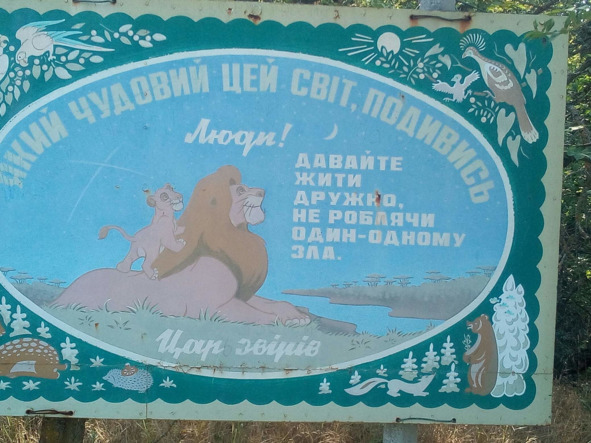 ЯКИЙ ЧУДОВИЙ ЦЕЙ СВІТ, ПОДИВИСЬ
Люди!
ДАВАЙТЕ
ЖИТИ
ДРУЖНО,
НЕ РОБЛЯЧИ
ОДИН-ОДНОМУ
ЗЛА.
Цар звірів